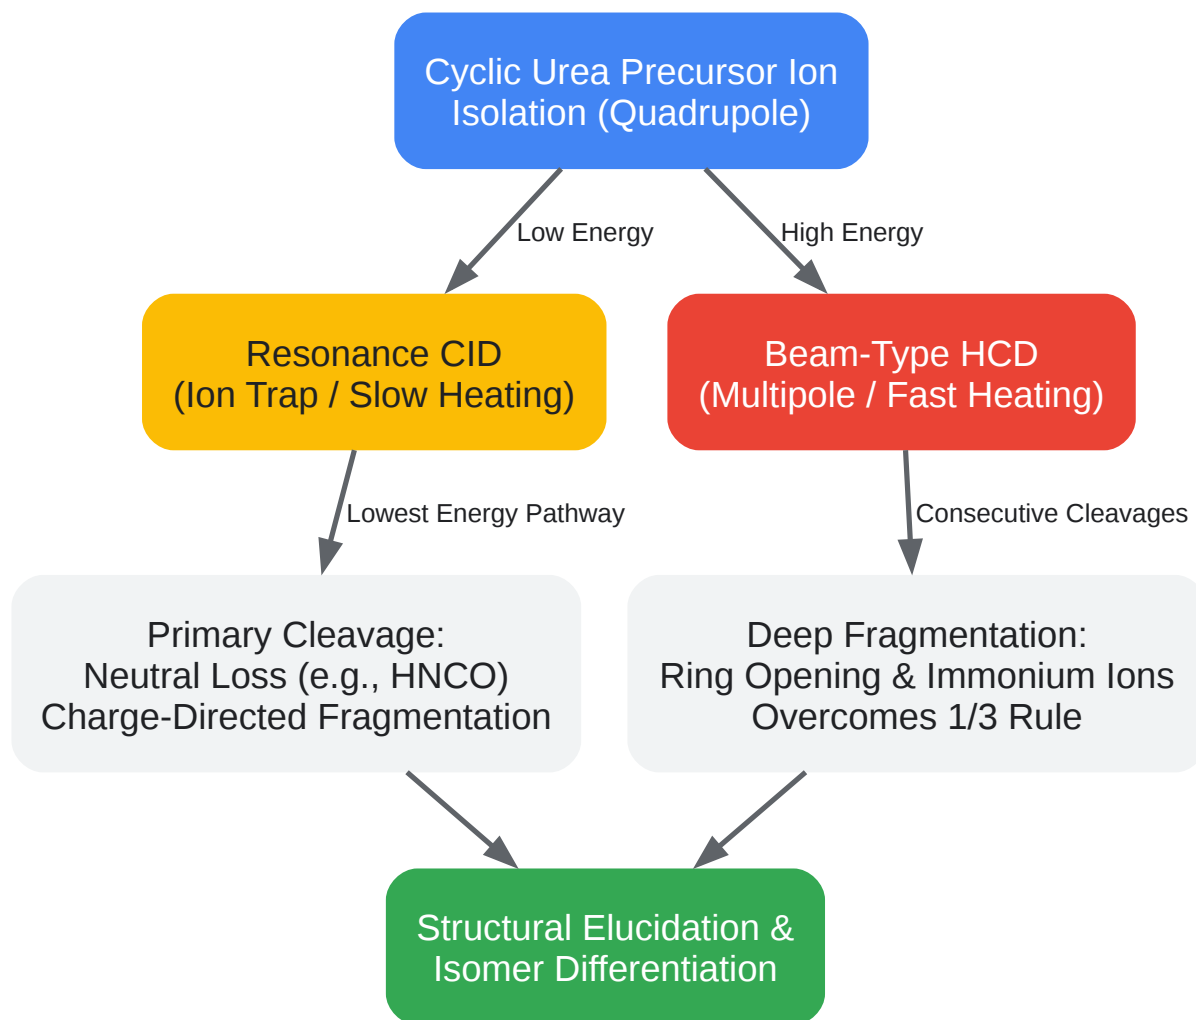 Cyclic Urea Precursor Ion
Isolation (Quadrupole)
Low Energy
High Energy
Resonance CID
(Ion Trap / Slow Heating)
Beam-Type HCD
(Multipole / Fast Heating)
Lowest Energy Pathway
Consecutive Cleavages
Primary Cleavage:
Neutral Loss (e.g., HNCO)
Charge-Directed Fragmentation
Deep Fragmentation:
Ring Opening & Immonium Ions
Overcomes 1/3 Rule
Structural Elucidation &
Isomer Differentiation